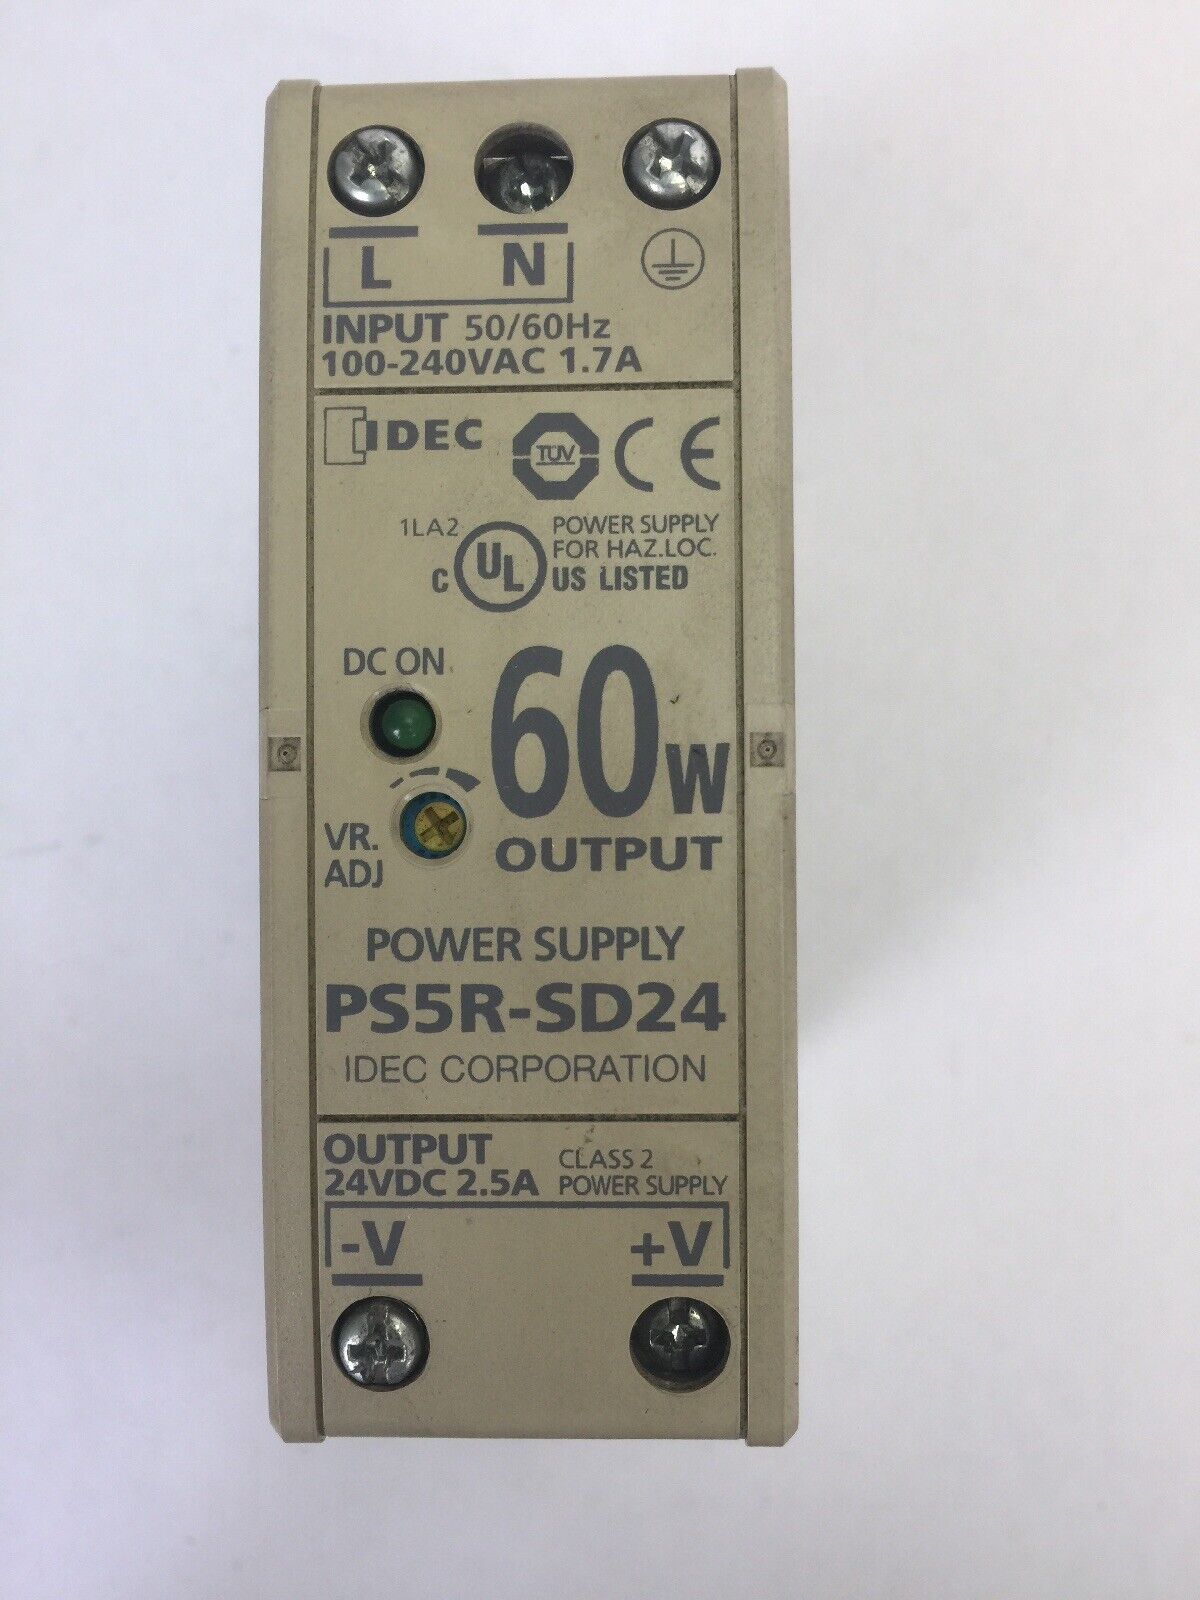 L N
INPUT 50/60Hz
100-240VAC 1.7A
IDEC TÜV CE
1LA2
POWER SUPPLY
FOR HAZ.LOC.
C UL US LISTED
DC ON
60W
OUTPUT
VR.
ADJ
POWER SUPPLY
PS5R-SD24
IDEC CORPORATION
OUTPUT
24VDC 2.5A
CLASS 2
POWER SUPPLY
-V +V